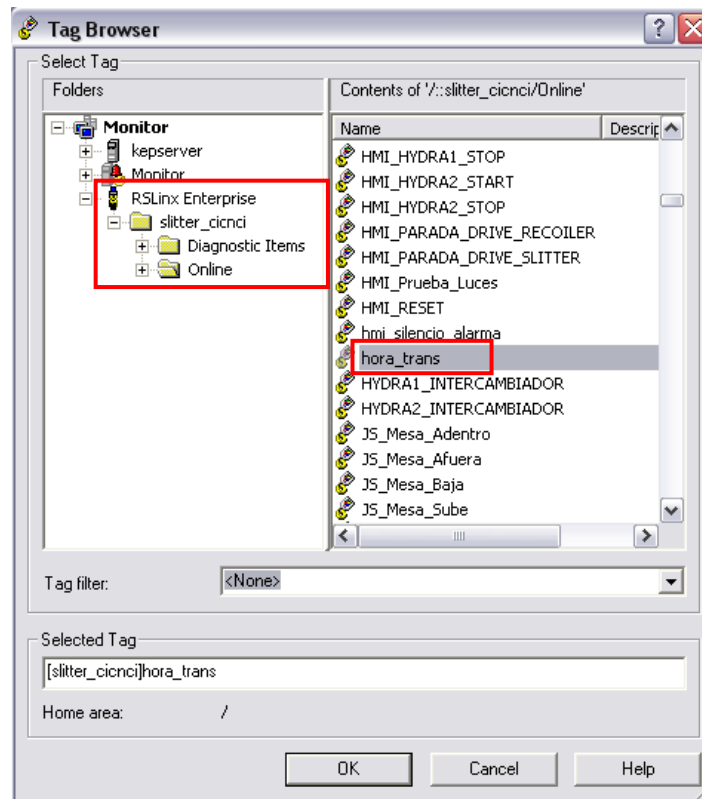 Tag Browser
Select Tag
Folders
Contents of '/::slitter_cicnci/Online'
Monitor
kepserver
Monitor
RSLinx Enterprise
slitter_cicnci
Diagnostic Items
Online
Name
Descrip
HMI_HYDRA1_STOP
HMI_HYDRA2_START
HMI_HYDRA2_STOP
HMI_PARADA_DRIVE_RECOILER
HMI_PARADA_DRIVE_SLITTER
HMI_Prueba_Luces
HMI_RESET
hmi_silencio_alarma
hora_trans
HYDRA1_INTERCAMBIADOR
HYDRA2_INTERCAMBIADOR
JS_Mesa_Adentro
JS_Mesa_Afuera
JS_Mesa_Baja
JS_Mesa_Sube
Tag filter:
<None>
Selected Tag
[slitter_cicnci]hora_trans
Home area: /
OK
Cancel
Help